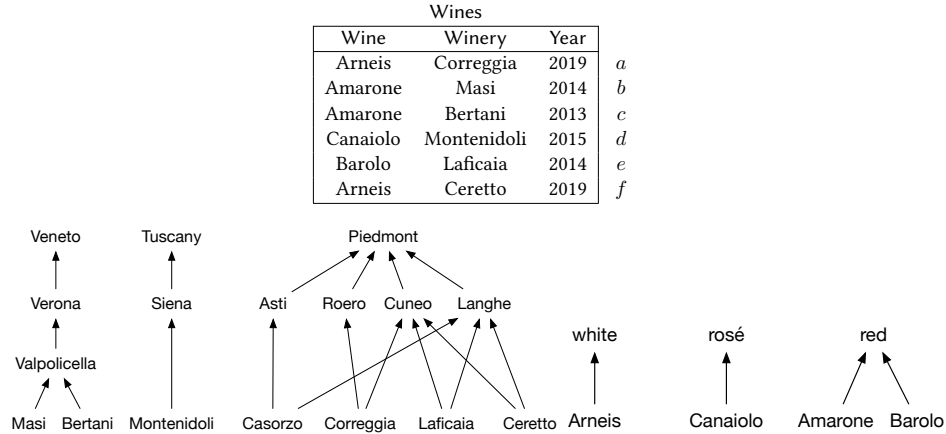 Wines
Wine Winery Year
Arneis Correggia 2019 a
Amarone Masi 2014 b
Amarone Bertani 2013 c
Canaiolo Montenidoli 2015 d
Barolo Laficaia 2014 e
Arneis Ceretto 2019 f
Veneto Tuscany Piedmont
Verona Siena Asti Roero Cuneo Langhe
white rosé red
Valpolicella
Masi Bertani Montenidoli Casorzo Correggia Laficaia Ceretto Arneis Canaiolo Amarone Barolo